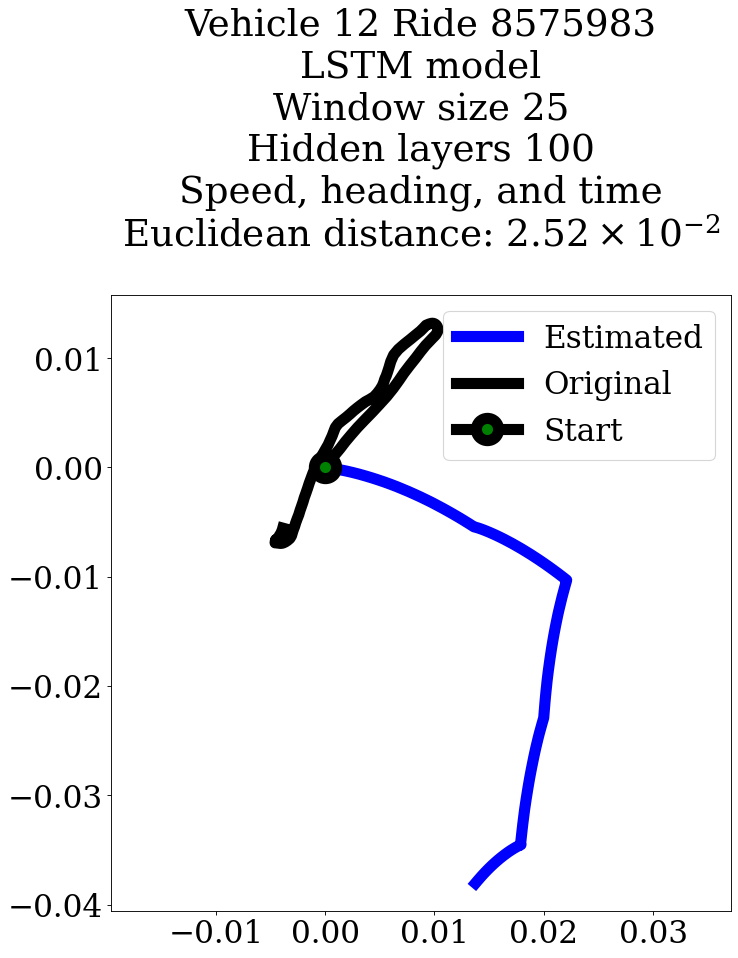 Vehicle 12 Ride 8575983
LSTM model
Window size 25
Hidden layers 100
Speed, heading, and time
Euclidean distance: 2.52 × 10⁻²
Estimated
Original
Start
0.01
0.00
−0.01
−0.02
−0.03
−0.04
−0.01 0.00 0.01 0.02 0.03